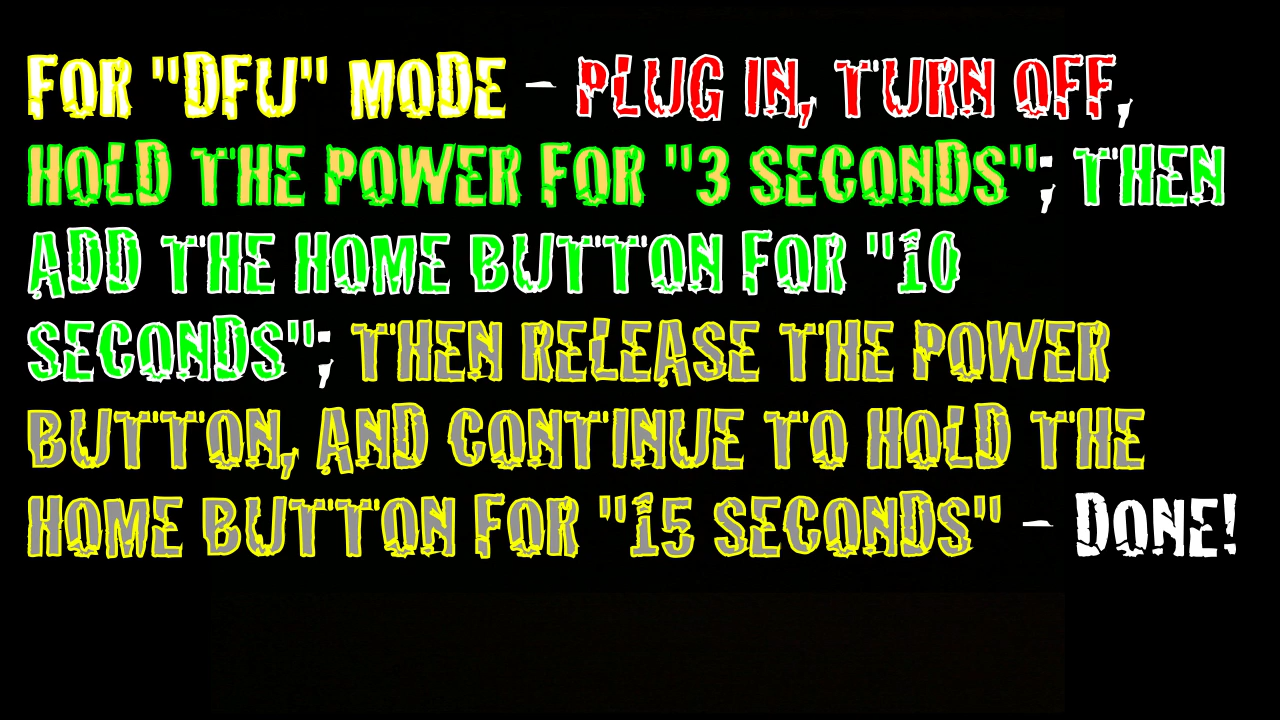 FOR "DFU" MODE - PLUG IN, TURN OFF,
HOLD THE POWER FOR "3 SECONDS"; THEN
ADD THE HOME BUTTON FOR "10
SECONDS"; THEN RELEASE THE POWER
BUTTON, AND CONTINUE TO HOLD THE
HOME BUTTON FOR "15 SECONDS" - DONE!